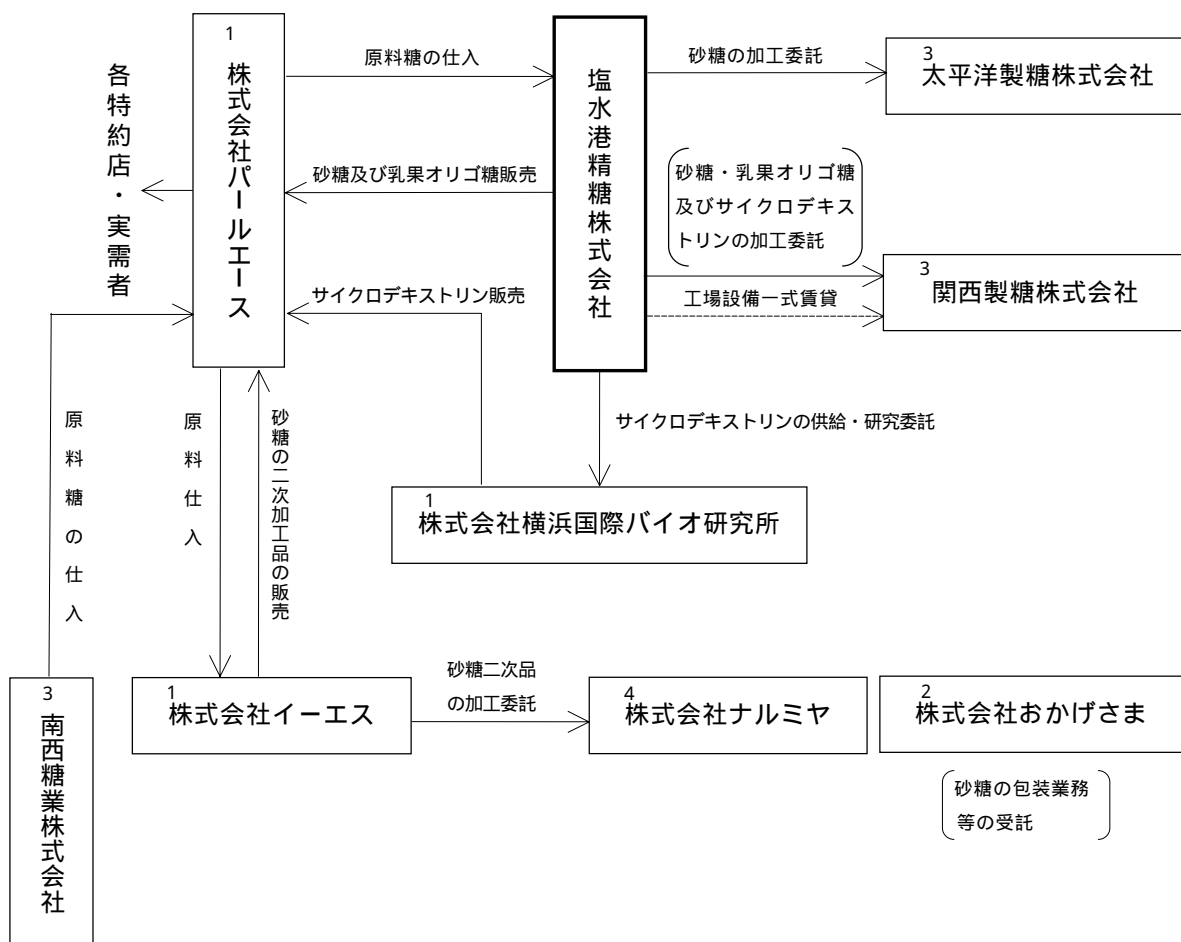 1
株式会社パールエース
各特約店・実需者
原料糖の仕入
塩水港精糖株式会社
砂糖の加工委託
3
太平洋製糖株式会社
砂糖及び乳果オリゴ糖販売
砂糖・乳果オリゴ糖
及びサイクロデキス
トリンの加工委託
3
関西製糖株式会社
工場設備一式賃貸
サイクロデキストリン販売
サイクロデキストリンの供給・研究委託
1
株式会社横浜国際バイオ研究所
原料糖の仕入
原料仕入
砂糖の二次加工品の販売
3
南西糖業株式会社
1
株式会社イーエス
砂糖二次品
の加工委託
4
株式会社ナルミヤ
2
株式会社おかげさま
砂糖の包装業務
等の受託